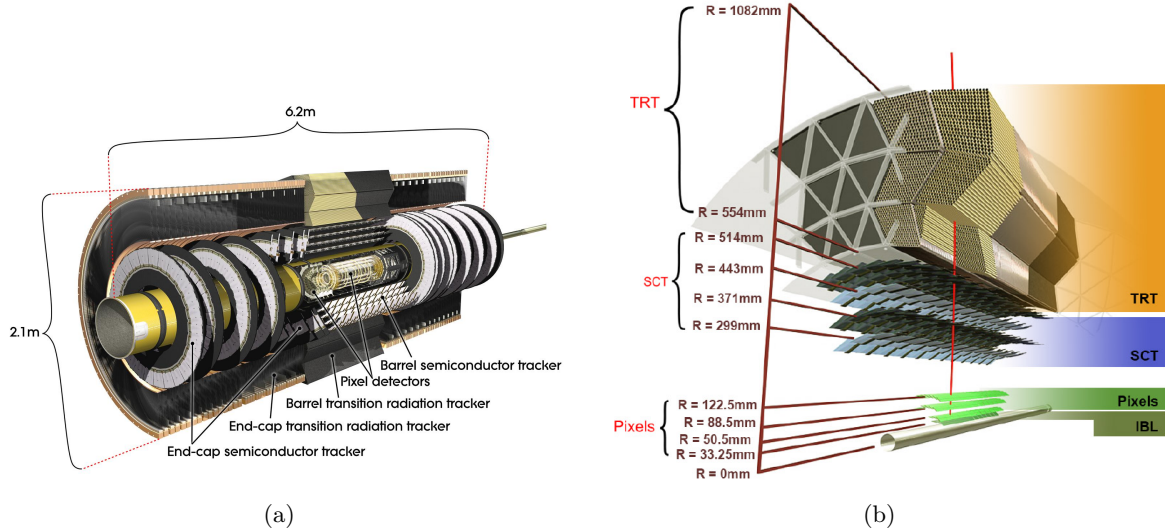 6.2m
2.1m
Barrel semiconductor tracker
Pixel detectors
Barrel transition radiation tracker
End-cap transition radiation tracker
End-cap semiconductor tracker
(a)
R = 1082mm
TRT
R = 554mm
R = 514mm
R = 443mm
SCT
R = 371mm
R = 299mm
TRT
SCT
Pixels
R = 122.5mm
R = 88.5mm
R = 50.5mm
R = 33.25mm
R = 0mm
Pixels
IBL
(b)